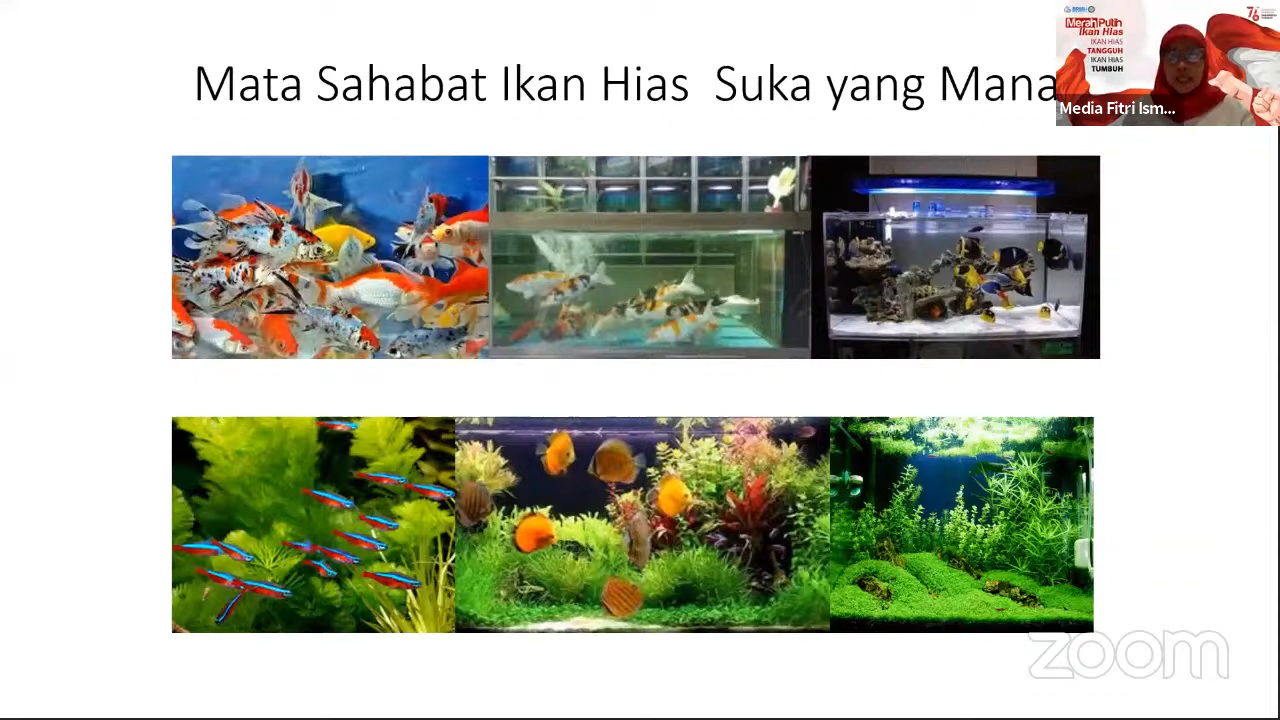 Mata Sahabat Ikan Hias Suka yang Mana
Merah Putih
Ikan Hias
IKAN HIAS
TANGGUH
IKAN HIAS
TUMBUH
76
Media Fitri Ism...
zoom